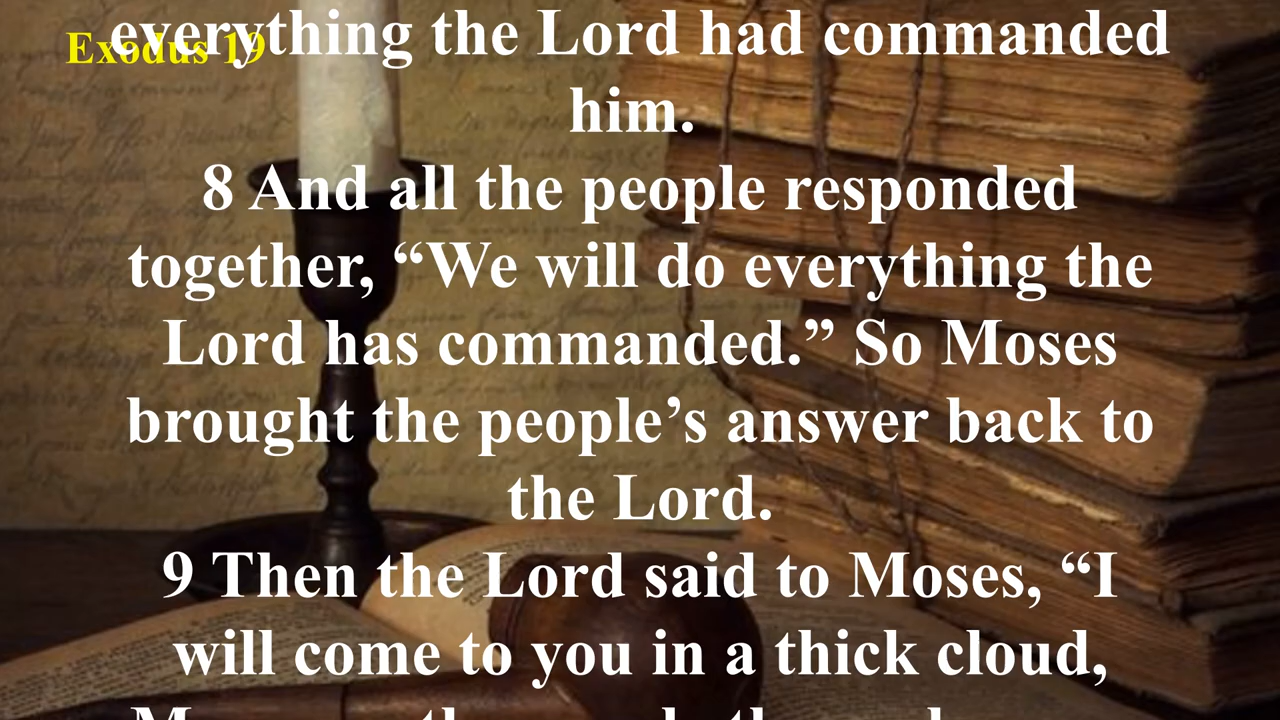 Exodus 19
everything the Lord had commanded
him.
8 And all the people responded
together, “We will do everything the
Lord has commanded.” So Moses
brought the people’s answer back to
the Lord.
9 Then the Lord said to Moses, “I
will come to you in a thick cloud,